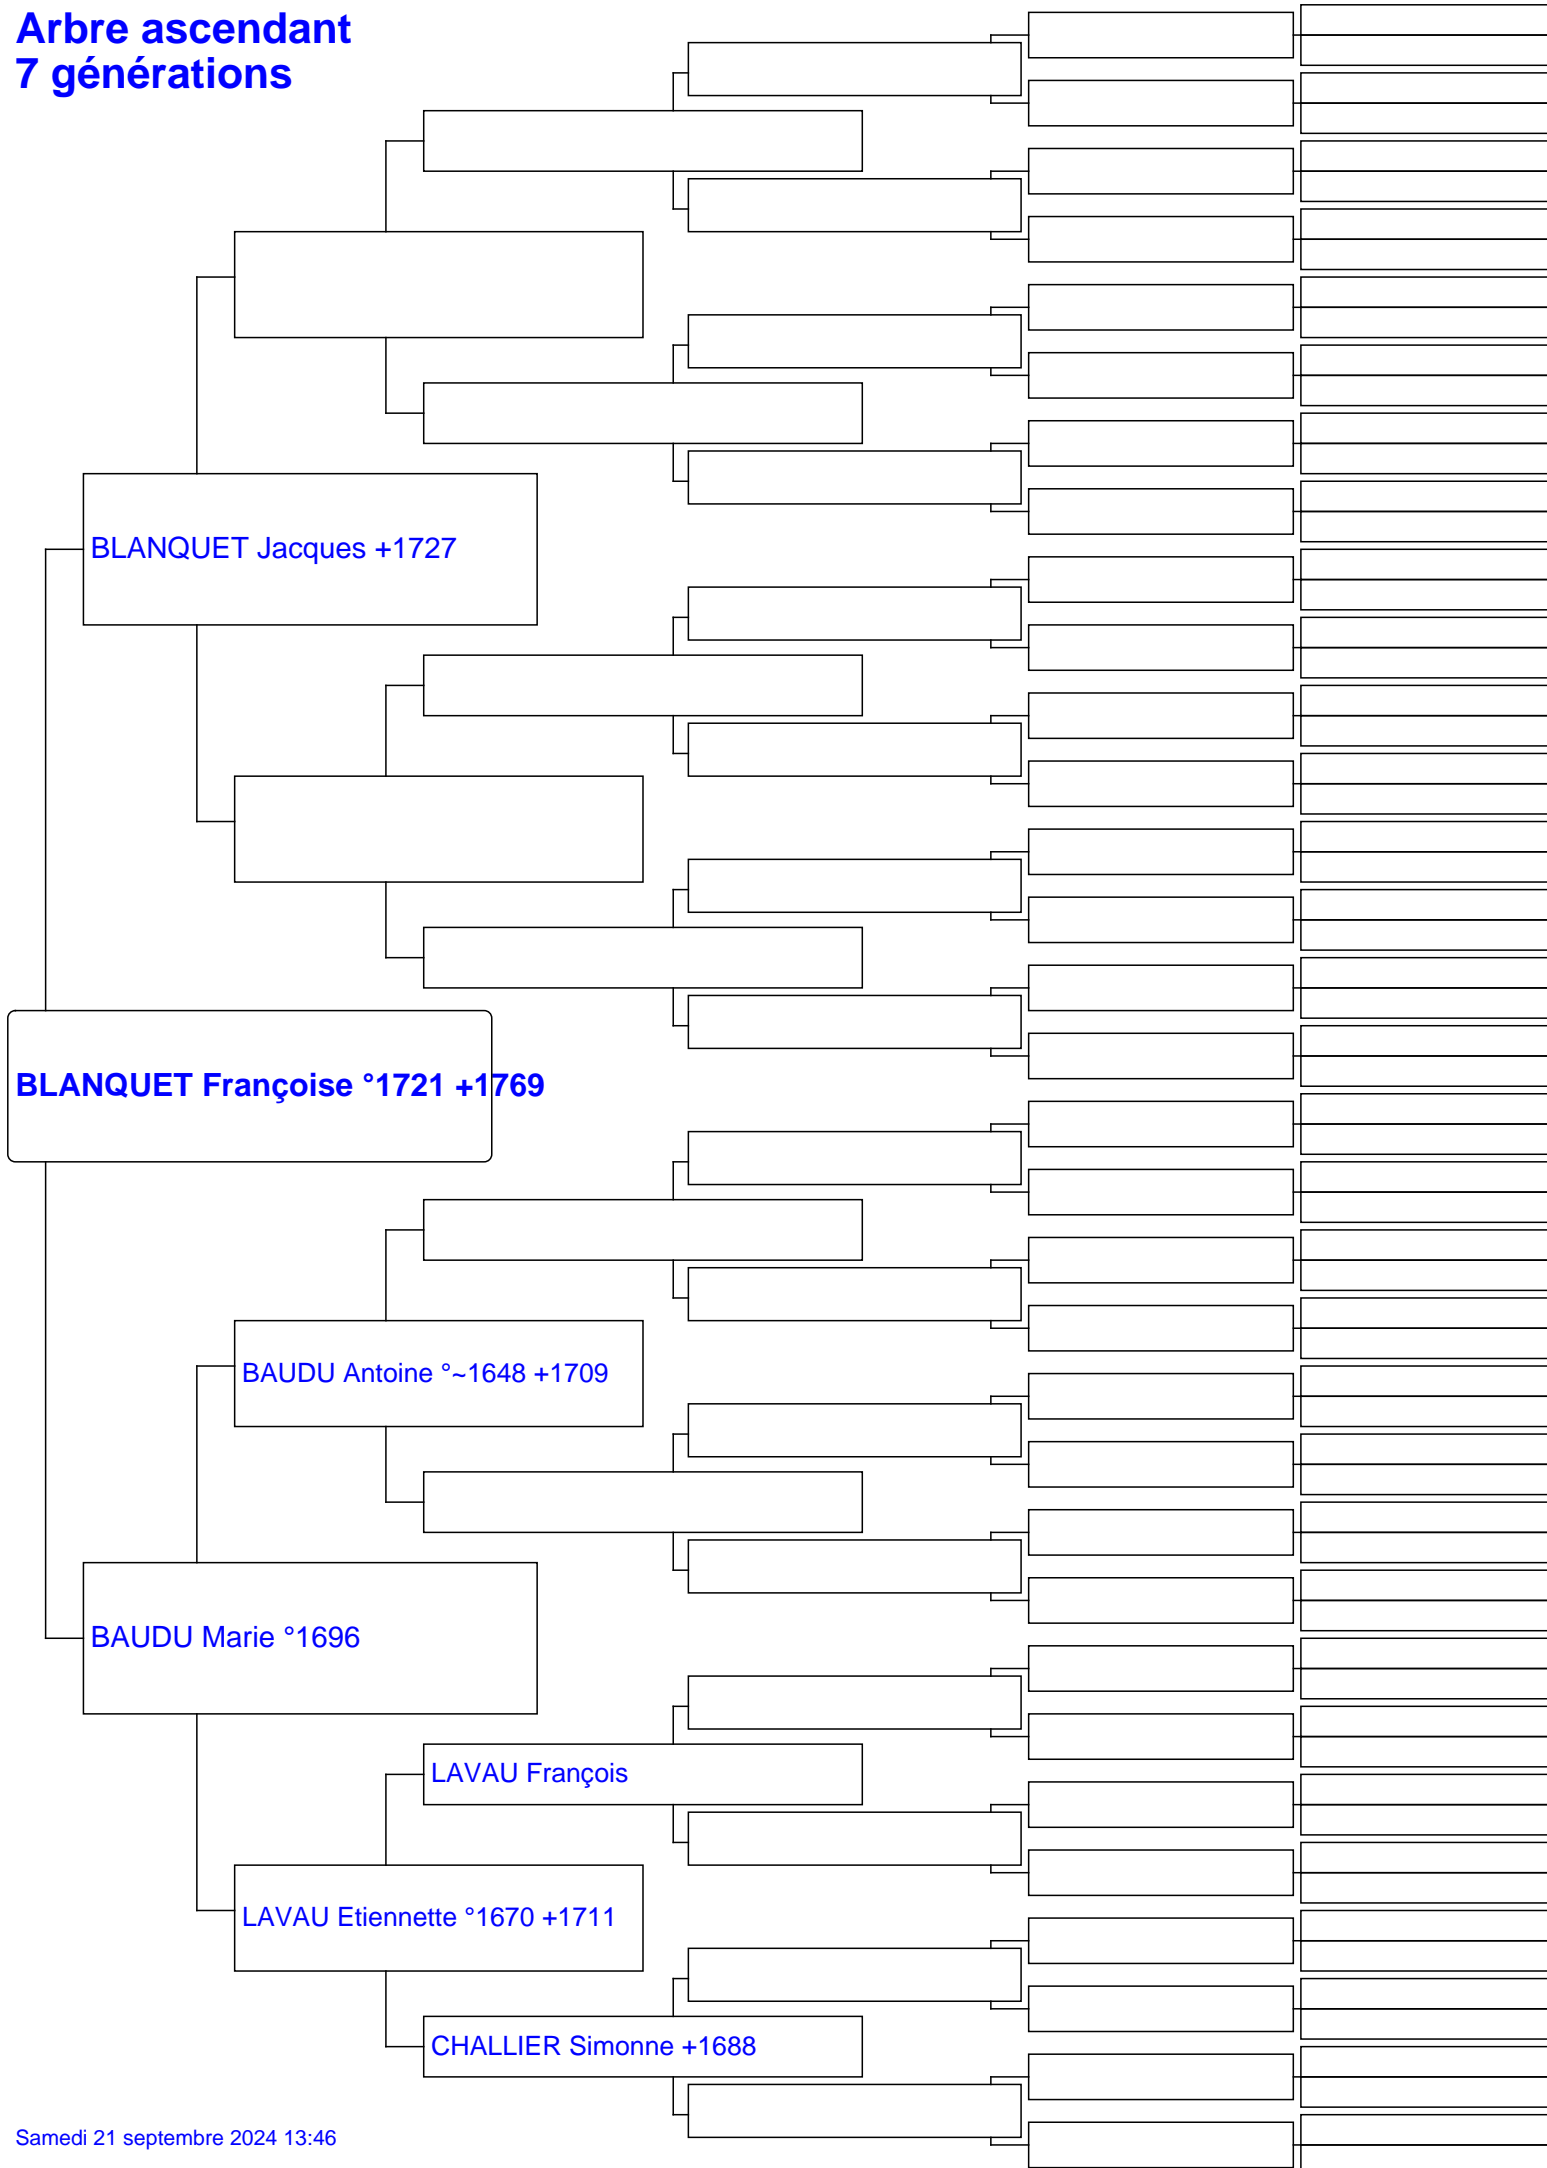 Arbre ascendant
7 générations
BLANQUET Jacques +1727
BLANQUET Françoise °1721 +1769
BAUDU Antoine °~1648 +1709
BAUDU Marie °1696
LAVAU François
LAVAU Etiennette °1670 +1711
CHALLIER Simonne +1688
Samedi 21 septembre 2024 13:46